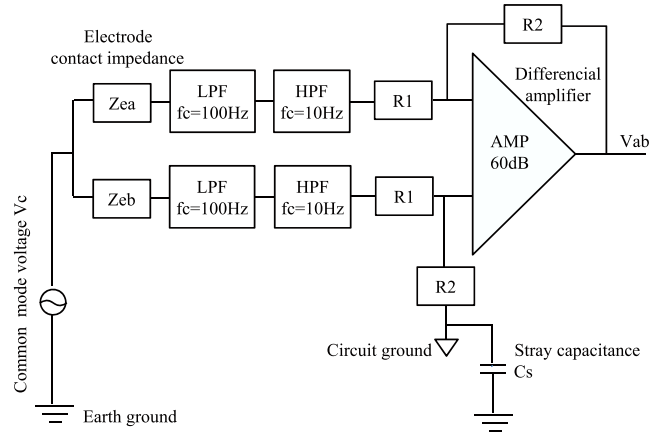 Electrode
contact impedance
R2
Differencial
amplifier
Zea
LPF
fc=100Hz
HPF
fc=10Hz
R1
AMP
60dB
Vab
Zeb
LPF
fc=100Hz
HPF
fc=10Hz
R1
R2
Common mode voltage Vc
Circuit ground
Stray capacitance
Cs
Earth ground